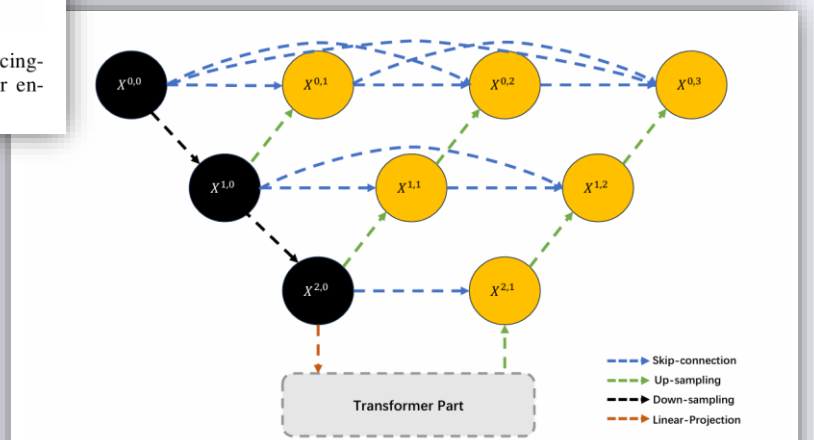 cing-
r en-
X^{0,0} X^{0,1} X^{0,2} X^{0,3}
X^{1,0} X^{1,1} X^{1,2}
X^{2,0} X^{2,1}
Transformer Part
Skip-connection
Up-sampling
Down-sampling
Linear-Projection